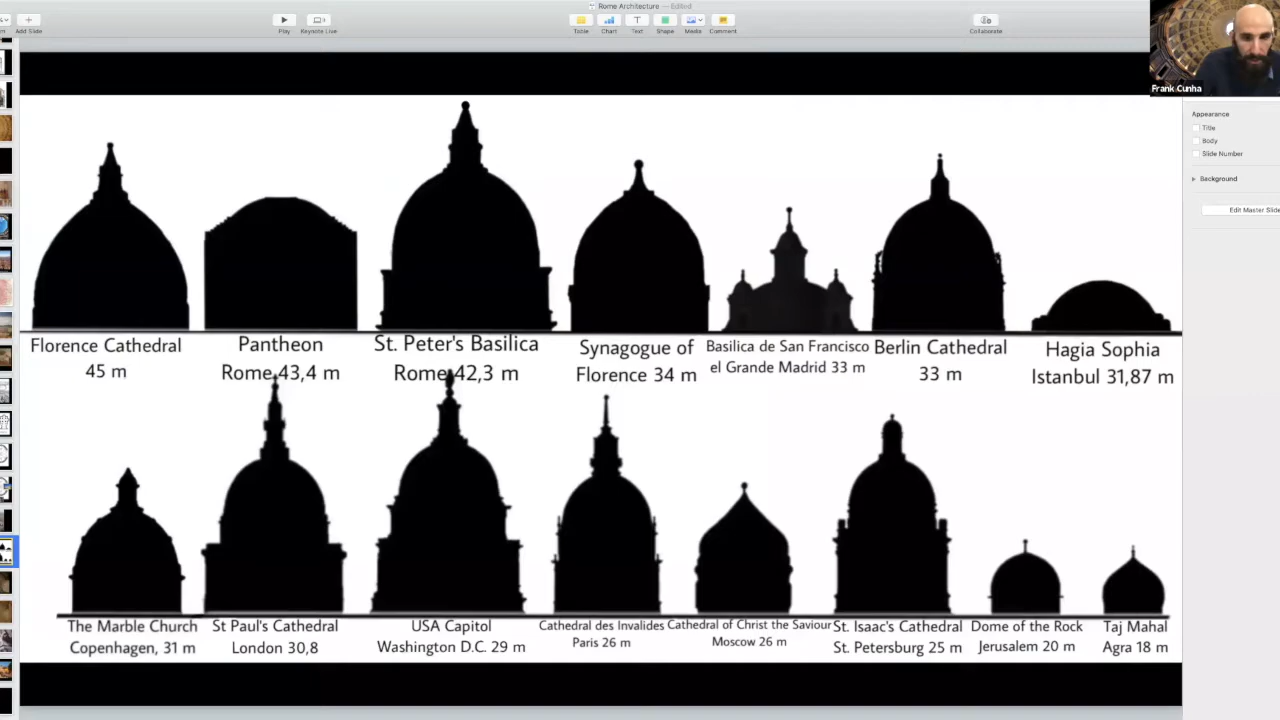 Rome Architecture — Edited
Add Slide
Play
Keynote Live
Table
Chart
Text
Shape
Media
Comment
Collaborate
Frank Cunha
Appearance
Title
Body
Slide Number
Background
Edit Master Slide
Florence Cathedral
45 m
Pantheon
Rome 43,4 m
St. Peter's Basilica
Rome 42,3 m
Synagogue of
Florence 34 m
Basilica de San Francisco
el Grande Madrid 33 m
Berlin Cathedral
33 m
Hagia Sophia
Istanbul 31,87 m
The Marble Church
Copenhagen, 31 m
St Paul's Cathedral
London 30,8
USA Capitol
Washington D.C. 29 m
Cathedral des Invalides
Paris 26 m
Cathedral of Christ the Saviour
Moscow 26 m
St. Isaac's Cathedral
St. Petersburg 25 m
Dome of the Rock
Jerusalem 20 m
Taj Mahal
Agra 18 m